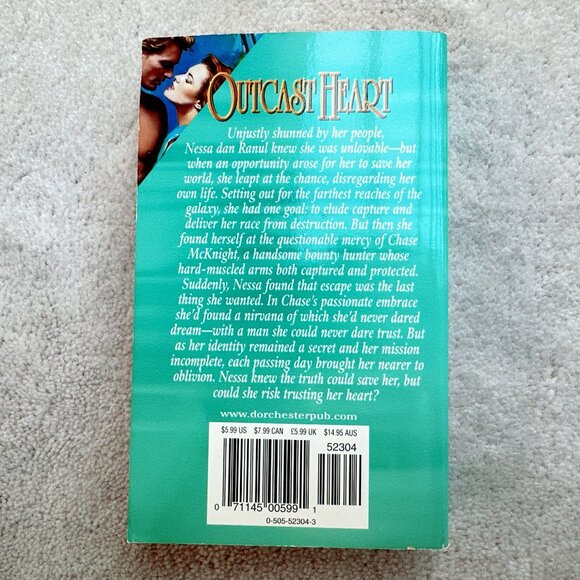 OUTCAST HEART
Unjustly shunned by her people,
Nessa dan Ranul knew she was unlovable—but
when an opportunity arose for her to save her
world, she leapt at the chance, disregarding her
own life. Setting out for the farthest reaches of the
galaxy, she had one goal: to elude capture and
deliver her race from destruction. But then she
found herself at the questionable mercy of Chase
McKnight, a handsome bounty hunter whose
hard-muscled arms both captured and protected.
Suddenly, Nessa found that escape was the last
thing she wanted. In Chase's passionate embrace
she'd found a nirvana of which she'd never dared
dream—with a man she could never dare trust. But
as her identity remained a secret and her mission
incomplete, each passing day brought her nearer to
oblivion. Nessa knew the truth could save her, but
could she risk trusting her heart?
www.dorchesterpub.com
$5.99 US $7.99 CAN £5.99 UK $14.95 AUS
52304
0 71145 00599 1
0-505-52304-3